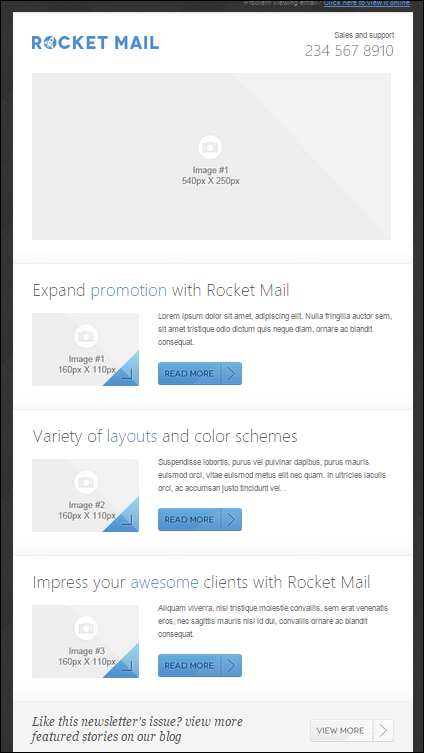 Problem viewing email? Click here to view it online.
ROCKET MAIL
Sales and support
234 567 8910
Image #1
540px X 250px
Expand promotion with Rocket Mail
Image #1
160px X 110px
Lorem ipsum dolor sit amet, adipiscing elit. Nulla fringilla auctor sem,
sit amet tristique odio dictum quis neque diam, ornare ac blandit
consequat.
READ MORE
Variety of layouts and color schemes
Image #2
160px X 110px
Suspendisse lobortis, purus vel pulvinar dapibus, purus mauris
euismod orci, vitae euismod metus elit nec quam. In ultricies iaculis
orci, ac accumsan justo tincidunt vel. .
READ MORE
Impress your awesome clients with Rocket Mail
Image #3
160px X 110px
Aliquam viverra, nisl tristique molestie convallis, sem erat venenatis
eros, nec sagittis mauris nisl id dui, convallis ornare ac blandit
consequat.
READ MORE
Like this newsletter's issue? view more
featured stories on our blog
VIEW MORE